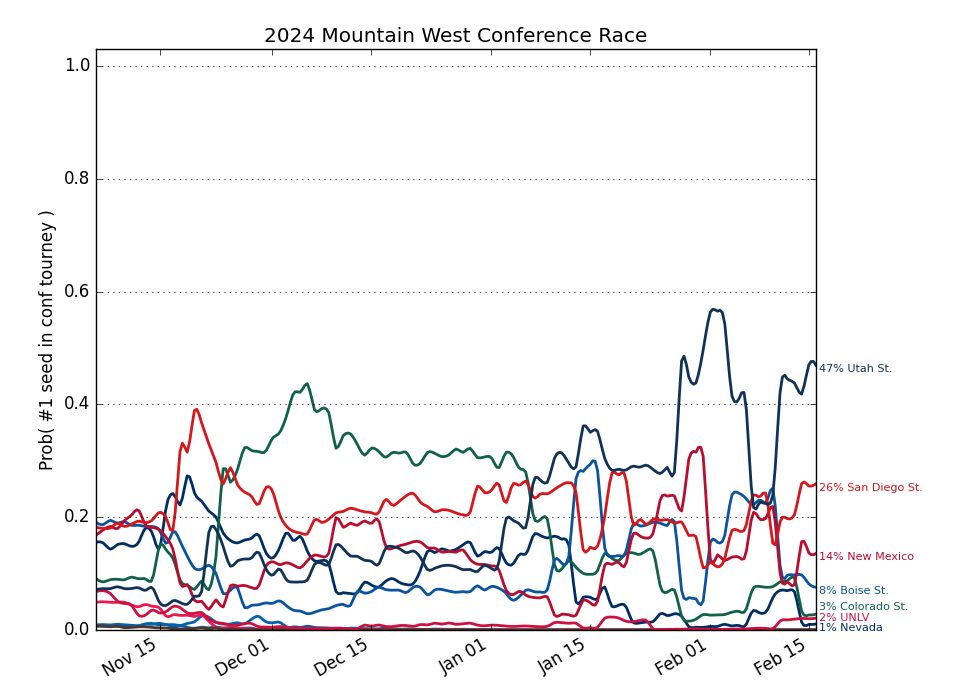 2024 Mountain West Conference Race
Prob( #1 seed in conf tourney )
1.0
0.8
0.6
0.4
0.2
0.0
Nov 15
Dec 01
Dec 15
Jan 01
Jan 15
Feb 01
Feb 15
47% Utah St.
26% San Diego St.
14% New Mexico
8% Boise St.
3% Colorado St.
2% UNLV
1% Nevada